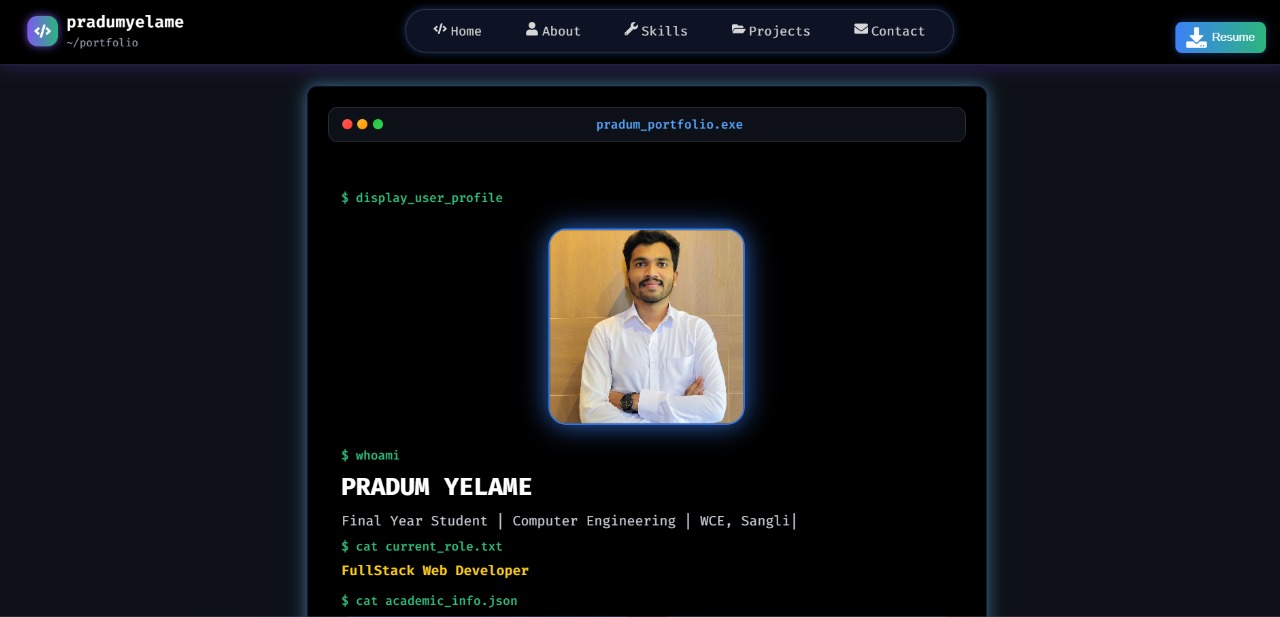 pradumyelame
~/portfolio
Home
About
Skills
Projects
Contact
Resume
pradum_portfolio.exe
$ display_user_profile
$ whoami
PRADUM YELAME
Final Year Student | Computer Engineering | WCE, Sangli|
$ cat current_role.txt
FullStack Web Developer
$ cat academic_info.json